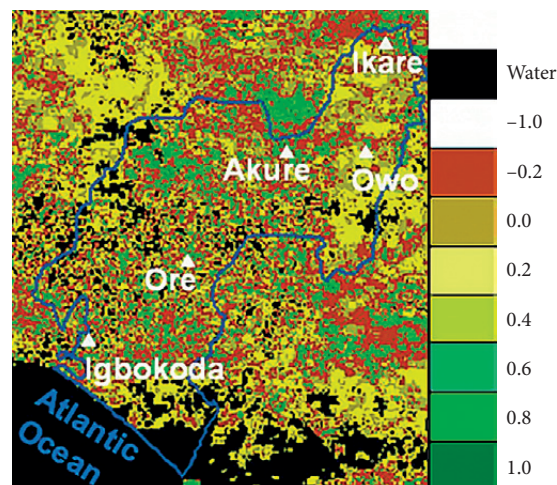 Ikare
Akure
Owo
Ore
Igbokoda
Atlantic
Ocean
Water
–1.0
–0.2
0.0
0.2
0.4
0.6
0.8
1.0